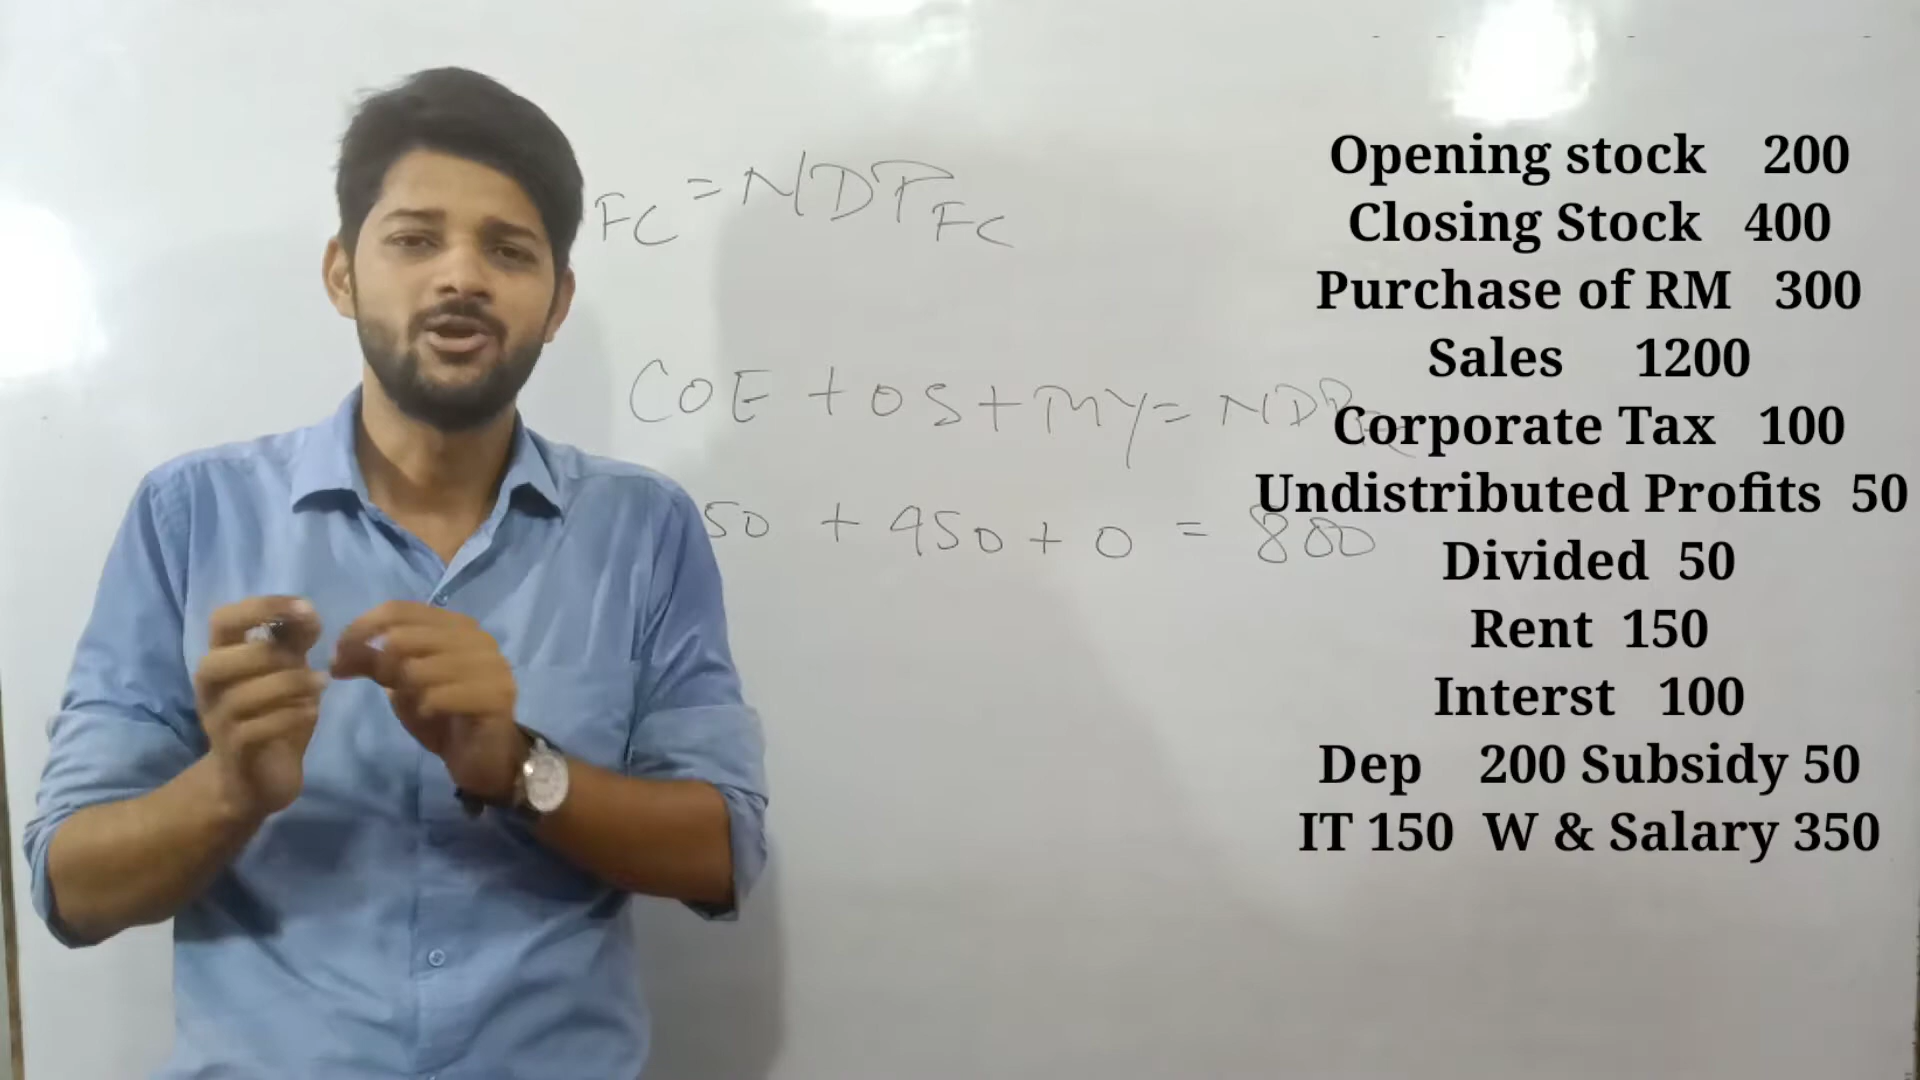 FC = NDP FC
COE + OS + MY = NDP
50 + 450 + 0 = 800
Opening stock 200
Closing Stock 400
Purchase of RM 300
Sales 1200
Corporate Tax 100
Undistributed Profits 50
Divided 50
Rent 150
Interst 100
Dep 200 Subsidy 50
IT 150 W & Salary 350